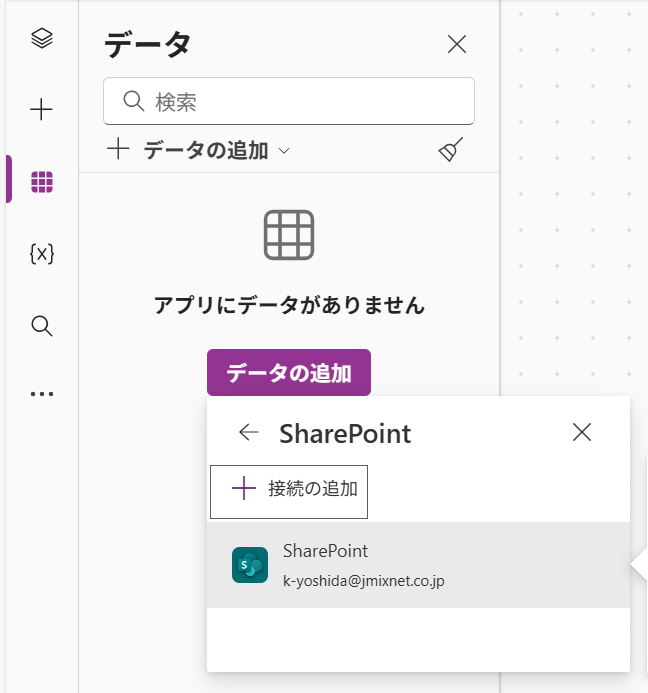 データ
検索
データの追加
アプリにデータがありません
{x}
データの追加
SharePoint
接続の追加
SharePoint
k-yoshida@jmixnet.co.jp